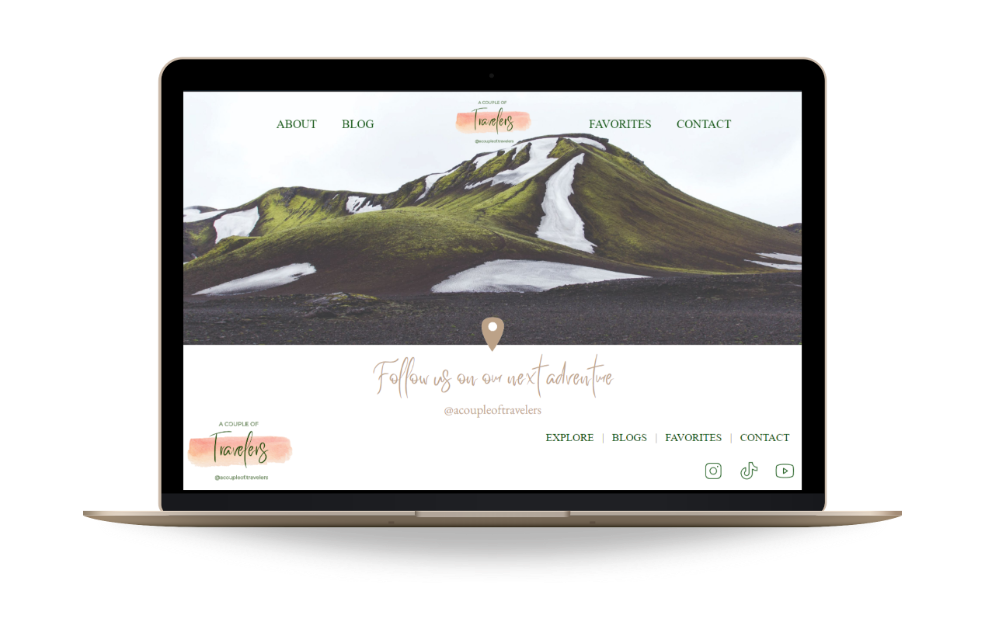 ABOUT BLOG
A COUPLE OF
Travelers
@acoupleoftravelers
FAVORITES CONTACT
Follow us on our next adventure
@acoupleoftravelers
A COUPLE OF
Travelers
@acoupleoftravelers
EXPLORE | BLOGS | FAVORITES | CONTACT